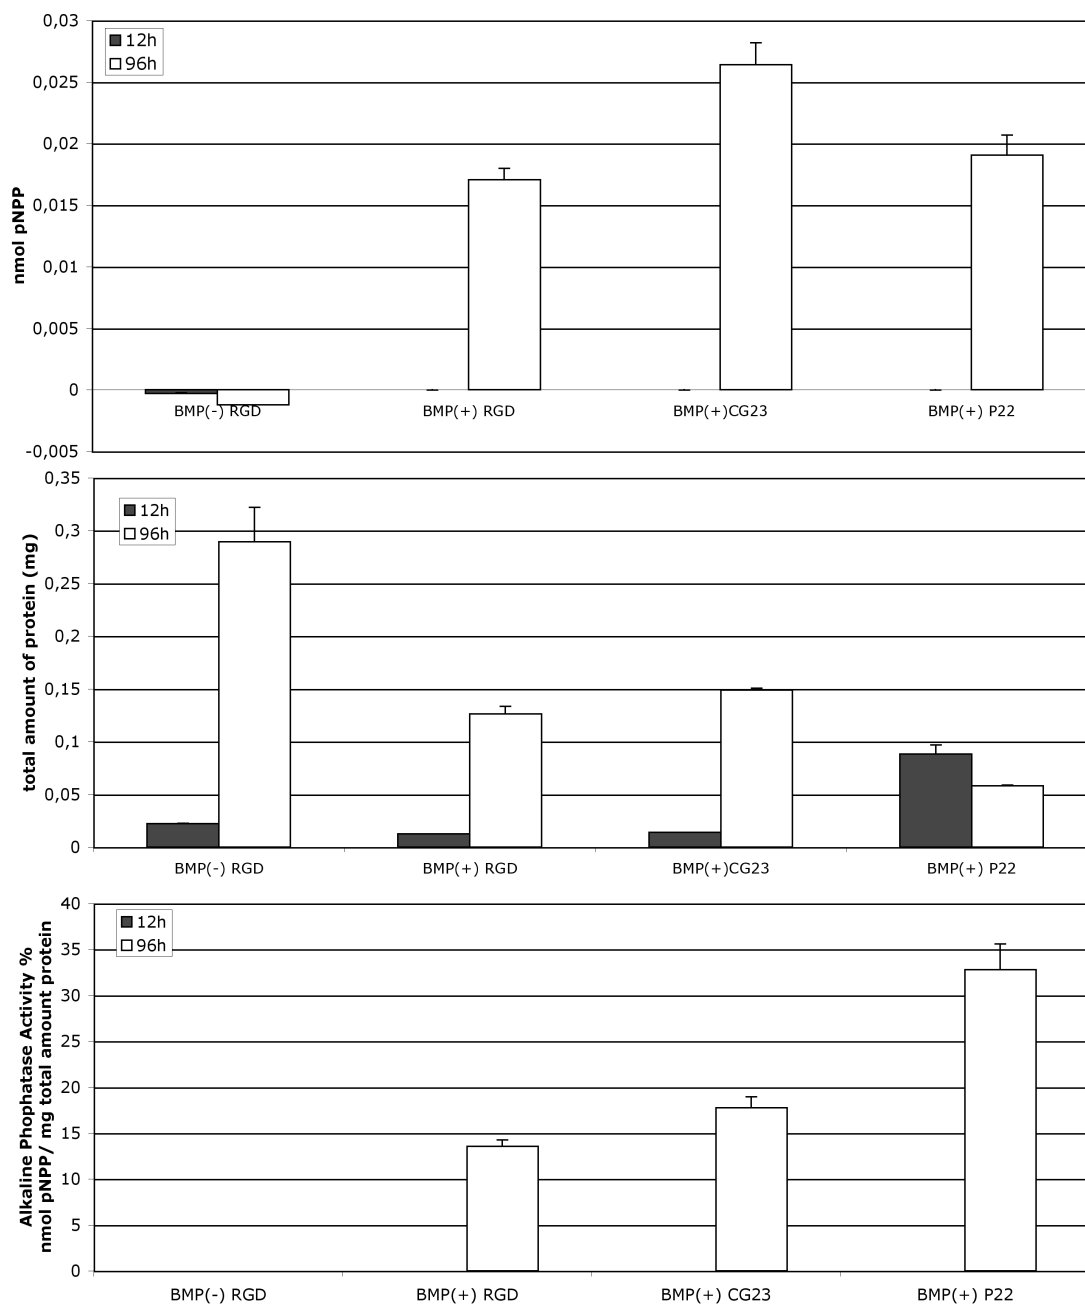 0,03
12h
96h
0,025
0,02
0,015
0,01
0,005
0
-0,005
nmol pNPP
BMP(-) RGD
BMP(+) RGD
BMP(+)CG23
BMP(+) P22
0,35
12h
96h
0,3
0,25
0,2
0,15
0,1
0,05
0
total amount of protein (mg)
BMP(-) RGD
BMP(+) RGD
BMP(+)CG23
BMP(+) P22
40
12h
96h
35
30
25
20
15
10
5
0
Alkaline Phophatase Activity %
nmol pNPP/ mg total amount protein
BMP(-) RGD
BMP(+) RGD
BMP(+) CG23
BMP(+) P22